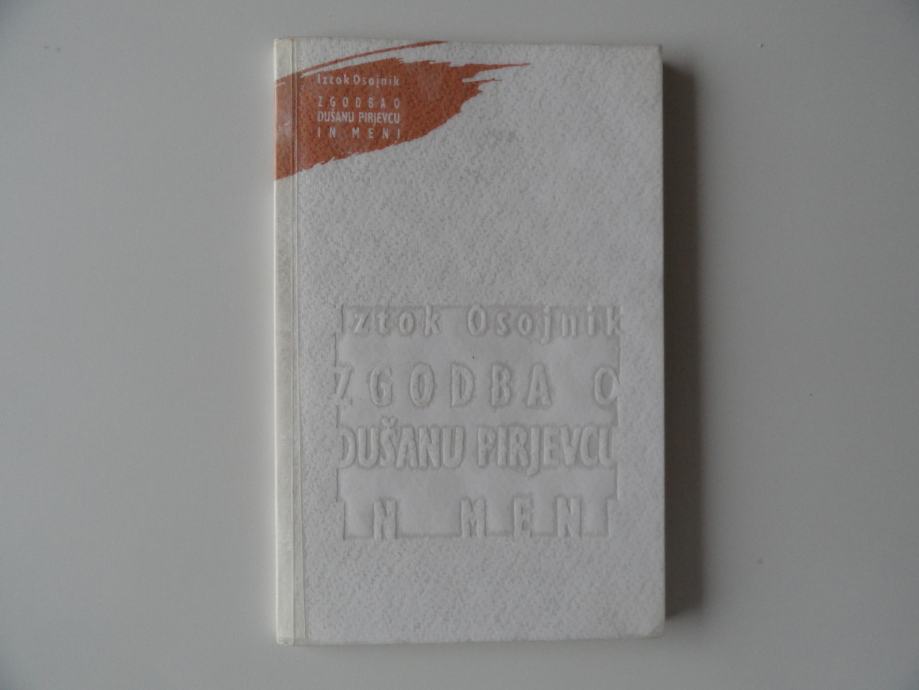 Iztok Osojnik
ZGODBA O
DUŠANU PIRJEVCU
IN MENI
Iztok Osojnik
ZGODBA O
DUŠANU PIRJEVCU
IN MENI